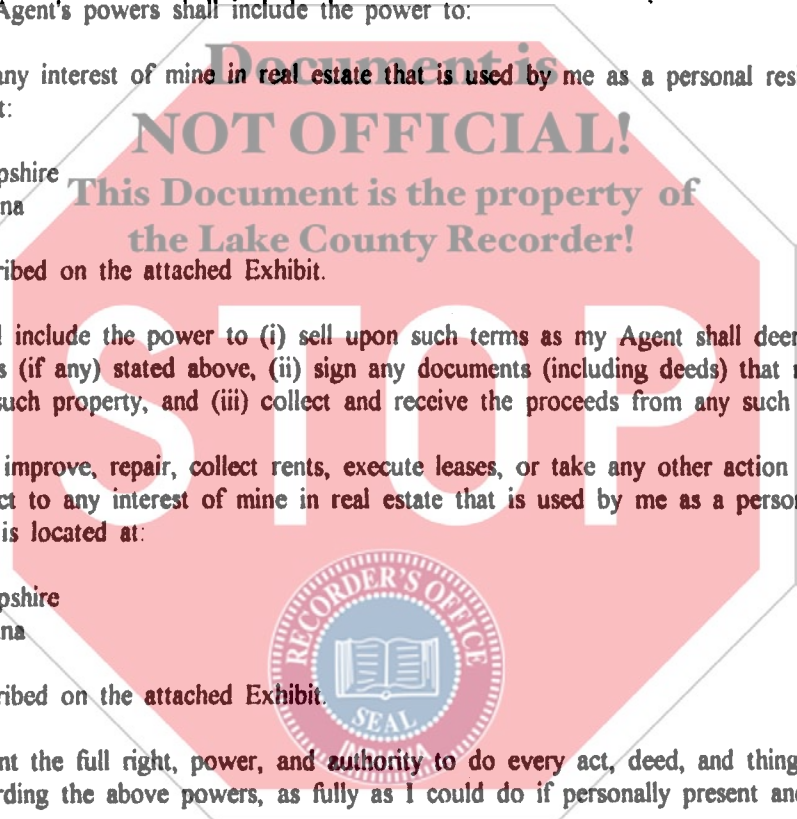 Agent's powers shall include the power to:
any interest of mine in real estate that is used by me as a personal res
t:
pshire
na
ribed on the attached Exhibit.
l include the power to (i) sell upon such terms as my Agent shall deem
s (if any) stated above, (ii) sign any documents (including deeds) that
such property, and (iii) collect and receive the proceeds from any such
improve, repair, collect rents, execute leases, or take any other action
ct to any interest of mine in real estate that is used by me as a person
is located at:
pshire
na
ribed on the attached Exhibit.
nt the full right, power, and authority to do every act, deed, and thing
rding the above powers, as fully as I could do if personally present and
Document is
NOT OFFICIAL!
This Document is the property of
the Lake County Recorder!
STOP
RECORDER'S OFFICE
SEAL
INDIANA